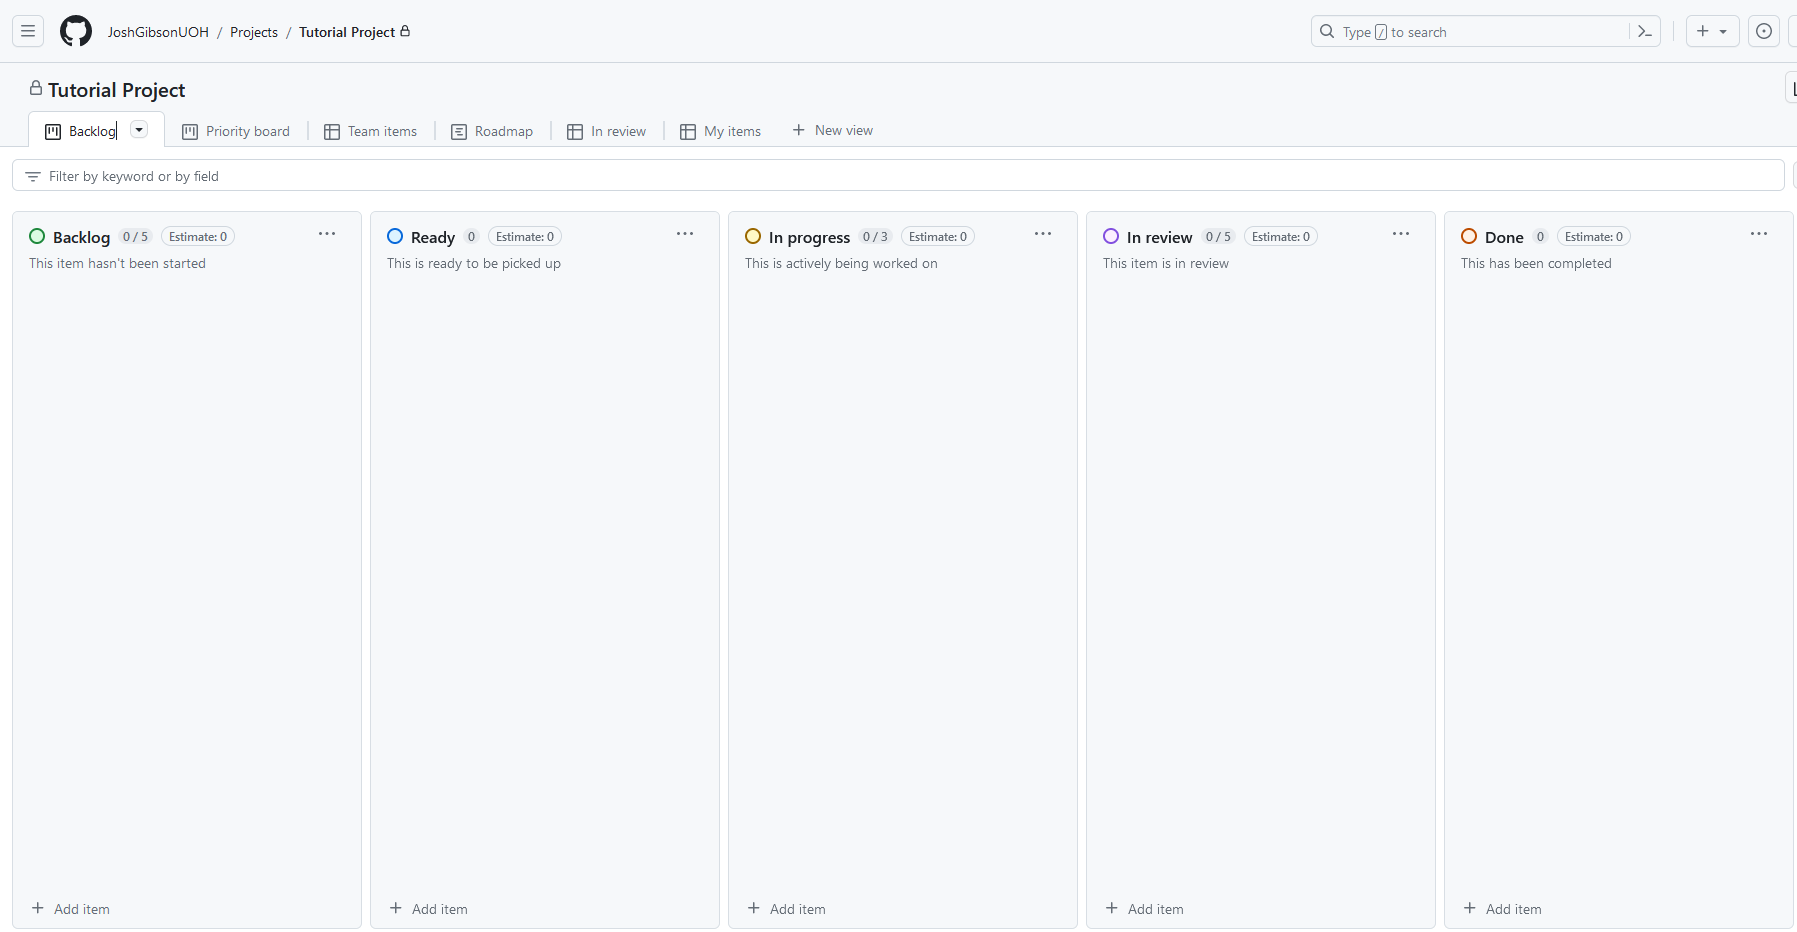 JoshGibsonUOH / Projects / Tutorial Project
Type / to search
Tutorial Project
Backlog
Priority board
Team items
Roadmap
In review
My items
New view
Filter by keyword or by field
Backlog 0 / 5 Estimate: 0
This item hasn't been started
Add item
Ready 0 Estimate: 0
This is ready to be picked up
Add item
In progress 0 / 3 Estimate: 0
This is actively being worked on
Add item
In review 0 / 5 Estimate: 0
This item is in review
Add item
Done 0 Estimate: 0
This has been completed
Add item